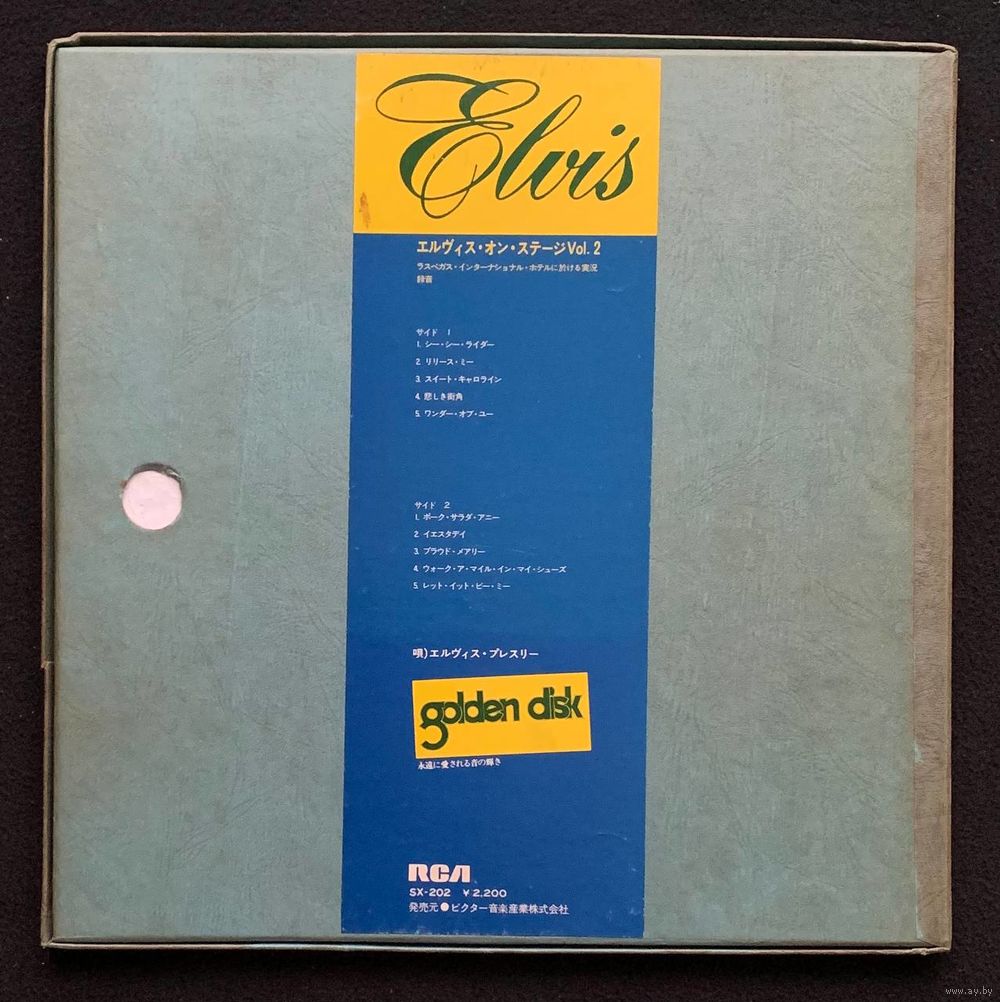 Elvis
エルヴィス・オン・ステージVol. 2
ラスベガス・インターナショナル・ホテルに於ける実況
録音
サイド 1
1. シー・シー・ライダー
2. リリース・ミー
3. スイート・キャロライン
4. 悲しき街角
5. ワンダー・オブ・ユー
サイド 2
1. ポーク・サラダ・アニー
2. イエスタデイ
3. プラウド・メアリー
4. ウォーク・ア・マイル・イン・マイ・シューズ
5. レット・イット・ビー・ミー
唄)エルヴィス・プレスリー
golden disk
永遠に愛される音の輝き
RCA
SX-202 ¥2,200
発売元●ビクター音楽産業株式会社
www.ay.by